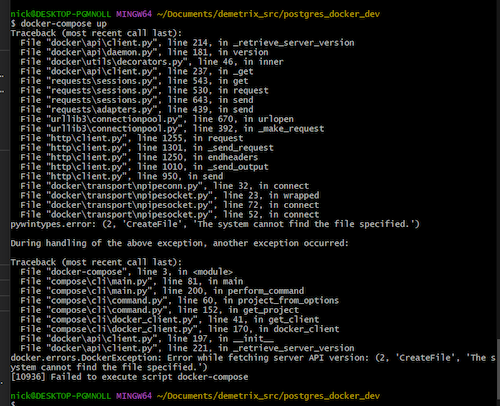 nick@DESKTOP-PGMNOLL MINGW64 ~/Documents/demetrix_src/postgres_docker_dev
$ docker-compose up
Traceback (most recent call last):
  File "docker\api\client.py", line 214, in _retrieve_server_version
  File "docker\api\daemon.py", line 181, in version
  File "docker\utils\decorators.py", line 46, in inner
  File "docker\api\client.py", line 237, in _get
  File "requests\sessions.py", line 543, in get
  File "requests\sessions.py", line 530, in request
  File "requests\sessions.py", line 643, in send
  File "requests\adapters.py", line 439, in send
  File "urllib3\connectionpool.py", line 670, in urlopen
  File "urllib3\connectionpool.py", line 392, in _make_request
  File "http\client.py", line 1255, in request
  File "http\client.py", line 1301, in _send_request
  File "http\client.py", line 1250, in endheaders
  File "http\client.py", line 1010, in _send_output
  File "http\client.py", line 950, in send
  File "docker\transport\npipeconn.py", line 32, in connect
  File "docker\transport\npipesocket.py", line 23, in wrapped
  File "docker\transport\npipesocket.py", line 72, in connect
  File "docker\transport\npipesocket.py", line 52, in connect
pywintypes.error: (2, 'CreateFile', 'The system cannot find the file specified.')

During handling of the above exception, another exception occurred:

Traceback (most recent call last):
  File "docker-compose", line 3, in <module>
  File "compose\cli\main.py", line 81, in main
  File "compose\cli\main.py", line 200, in perform_command
  File "compose\cli\command.py", line 60, in project_from_options
  File "compose\cli\command.py", line 152, in get_project
  File "compose\cli\docker_client.py", line 41, in get_client
  File "compose\cli\docker_client.py", line 170, in docker_client
  File "docker\api\client.py", line 197, in __init__
  File "docker\api\client.py", line 221, in _retrieve_server_version
docker.errors.DockerException: Error while fetching server API version: (2, 'CreateFile', 'The s
ystem cannot find the file specified.')
[10936] Failed to execute script docker-compose

nick@DESKTOP-PGMNOLL MINGW64 ~/Documents/demetrix_src/postgres_docker_dev
$